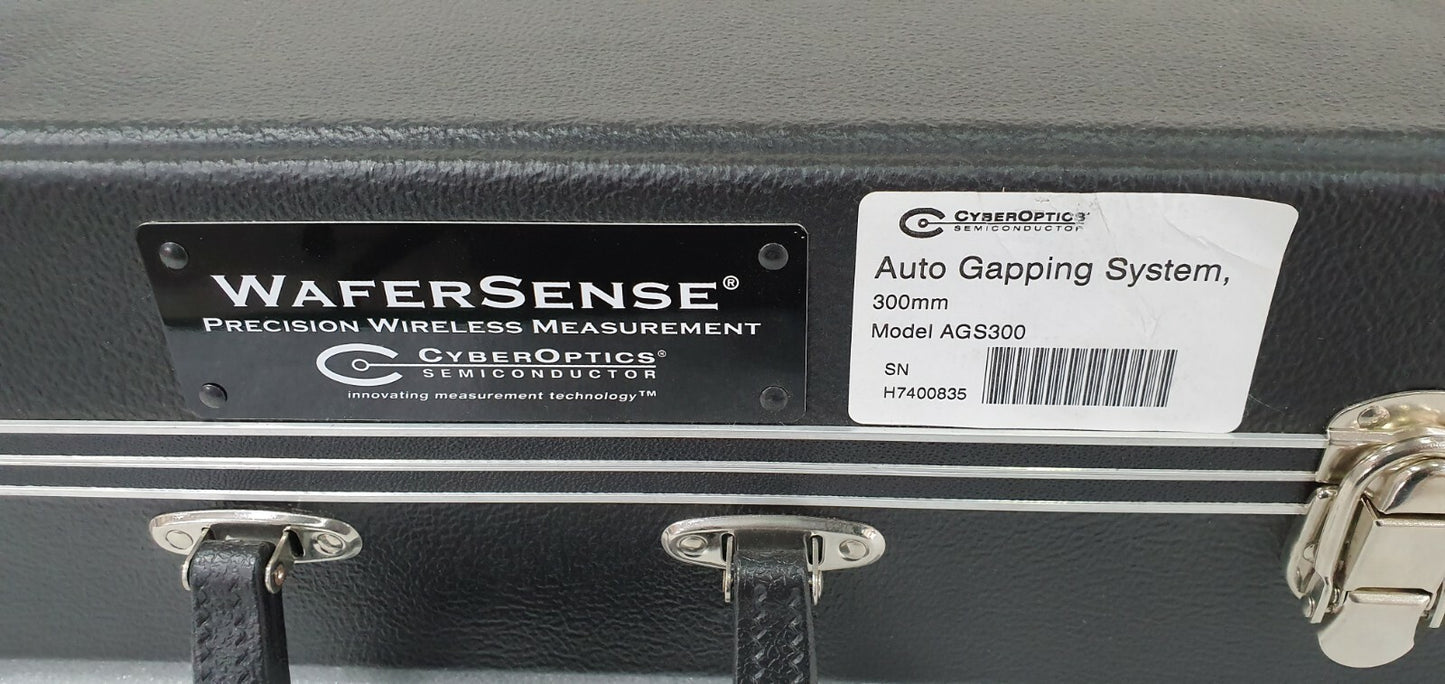 WAFERSENSE®
PRECISION WIRELESS MEASUREMENT
CYBEROPTICS®
SEMICONDUCTOR
innovating measurement technology™
CYBEROPTICS®
SEMICONDUCTOR
Auto Gapping System,
300mm
Model AGS300
SN
H7400835